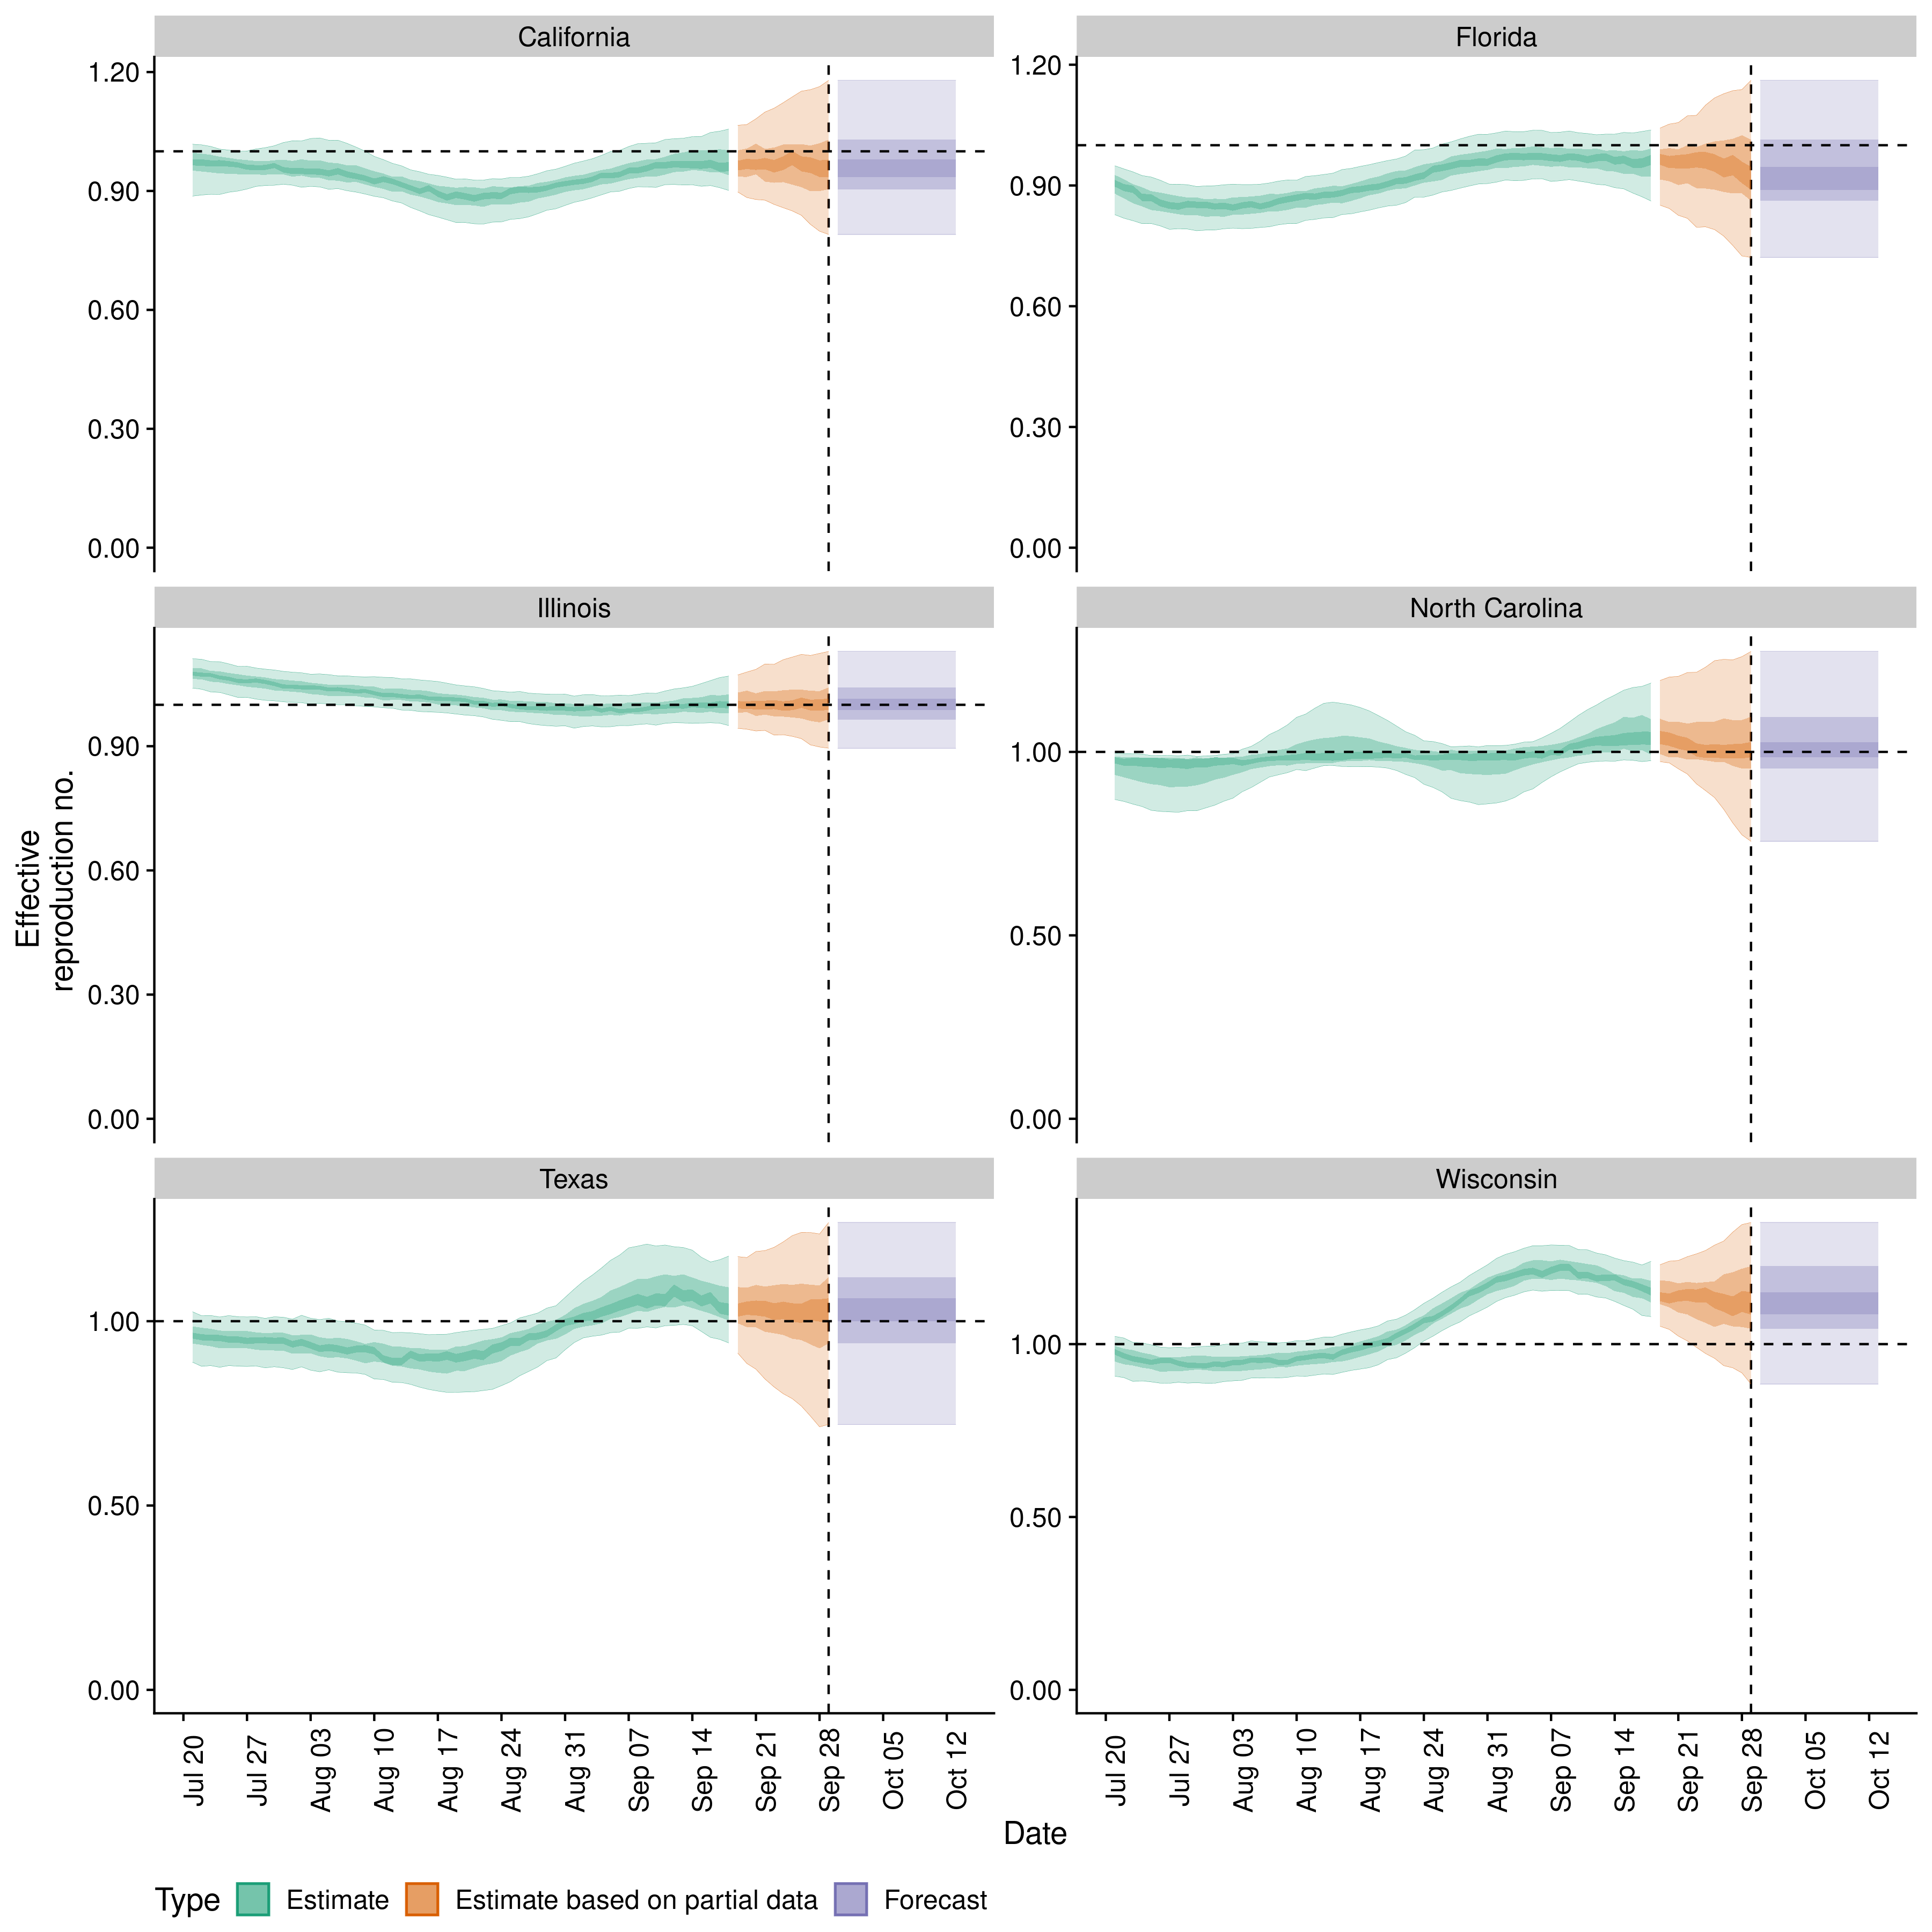 California
Florida
1.20
0.90
0.60
0.30
0.00
1.20
0.90
0.60
0.30
0.00
Illinois
North Carolina
0.90
0.60
0.30
0.00
1.00
0.50
0.00
Effective
reproduction no.
Texas
Wisconsin
1.00
0.50
0.00
1.00
0.50
0.00
Jul 20
Jul 27
Aug 03
Aug 10
Aug 17
Aug 24
Aug 31
Sep 07
Sep 14
Sep 21
Sep 28
Oct 05
Oct 12
Jul 20
Jul 27
Aug 03
Aug 10
Aug 17
Aug 24
Aug 31
Sep 07
Sep 14
Sep 21
Sep 28
Oct 05
Oct 12
Date
Type Estimate Estimate based on partial data Forecast